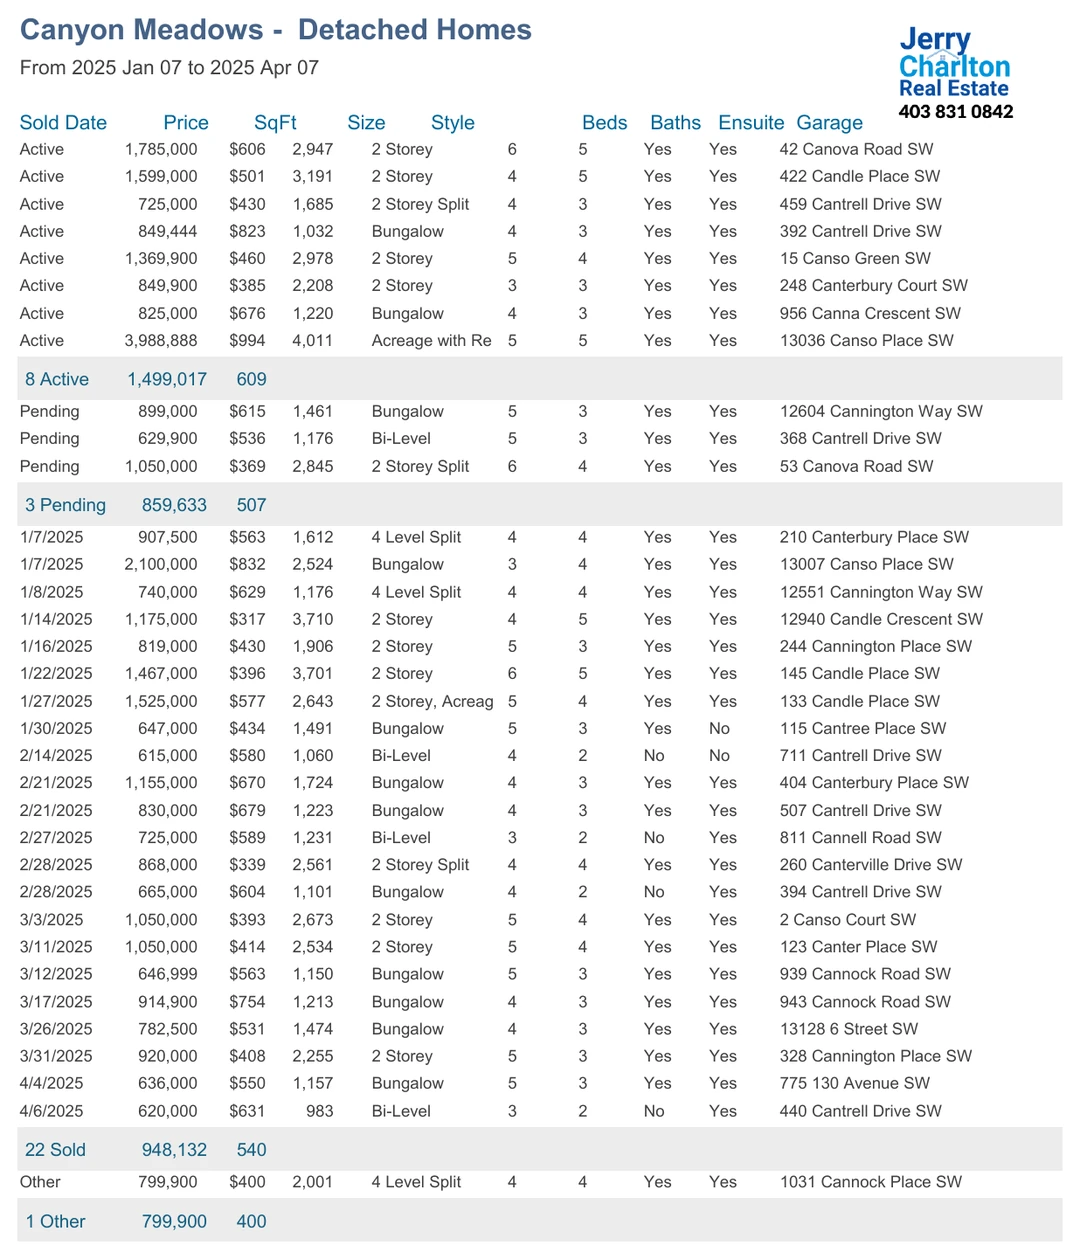 Canyon Meadows - Detached Homes
From 2025 Jan 07 to 2025 Apr 07
Jerry
Charlton
Real Estate
403 831 0842
Sold Date Price SqFt Size Style Beds Baths Ensuite Garage
Active 1,785,000 $606 2,947 2 Storey 6 5 Yes Yes 42 Canova Road SW
Active 1,599,000 $501 3,191 2 Storey 4 5 Yes Yes 422 Candle Place SW
Active 725,000 $430 1,685 2 Storey Split 4 3 Yes Yes 459 Cantrell Drive SW
Active 849,444 $823 1,032 Bungalow 4 3 Yes Yes 392 Cantrell Drive SW
Active 1,369,900 $460 2,978 2 Storey 5 4 Yes Yes 15 Canso Green SW
Active 849,900 $385 2,208 2 Storey 3 3 Yes Yes 248 Canterbury Court SW
Active 825,000 $676 1,220 Bungalow 4 3 Yes Yes 956 Canna Crescent SW
Active 3,988,888 $994 4,011 Acreage with Re 5 5 Yes Yes 13036 Canso Place SW
8 Active 1,499,017 609
Pending 899,000 $615 1,461 Bungalow 5 3 Yes Yes 12604 Cannington Way SW
Pending 629,900 $536 1,176 Bi-Level 5 3 Yes Yes 368 Cantrell Drive SW
Pending 1,050,000 $369 2,845 2 Storey Split 6 4 Yes Yes 53 Canova Road SW
3 Pending 859,633 507
1/7/2025 907,500 $563 1,612 4 Level Split 4 4 Yes Yes 210 Canterbury Place SW
1/7/2025 2,100,000 $832 2,524 Bungalow 3 4 Yes Yes 13007 Canso Place SW
1/8/2025 740,000 $629 1,176 4 Level Split 4 4 Yes Yes 12551 Cannington Way SW
1/14/2025 1,175,000 $317 3,710 2 Storey 4 5 Yes Yes 12940 Candle Crescent SW
1/16/2025 819,000 $430 1,906 2 Storey 5 3 Yes Yes 244 Cannington Place SW
1/22/2025 1,467,000 $396 3,701 2 Storey 6 5 Yes Yes 145 Candle Place SW
1/27/2025 1,525,000 $577 2,643 2 Storey, Acreag 5 4 Yes Yes 133 Candle Place SW
1/30/2025 647,000 $434 1,491 Bungalow 5 3 Yes No 115 Cantree Place SW
2/14/2025 615,000 $580 1,060 Bi-Level 4 2 No No 711 Cantrell Drive SW
2/21/2025 1,155,000 $670 1,724 Bungalow 4 3 Yes Yes 404 Canterbury Place SW
2/21/2025 830,000 $679 1,223 Bungalow 4 3 Yes Yes 507 Cantrell Drive SW
2/27/2025 725,000 $589 1,231 Bi-Level 3 2 No Yes 811 Cannell Road SW
2/28/2025 868,000 $339 2,561 2 Storey Split 4 4 Yes Yes 260 Canterville Drive SW
2/28/2025 665,000 $604 1,101 Bungalow 4 2 No Yes 394 Cantrell Drive SW
3/3/2025 1,050,000 $393 2,673 2 Storey 5 4 Yes Yes 2 Canso Court SW
3/11/2025 1,050,000 $414 2,534 2 Storey 5 4 Yes Yes 123 Canter Place SW
3/12/2025 646,999 $563 1,150 Bungalow 5 3 Yes Yes 939 Cannock Road SW
3/17/2025 914,900 $754 1,213 Bungalow 4 3 Yes Yes 943 Cannock Road SW
3/26/2025 782,500 $531 1,474 Bungalow 4 3 Yes Yes 13128 6 Street SW
3/31/2025 920,000 $408 2,255 2 Storey 5 3 Yes Yes 328 Cannington Place SW
4/4/2025 636,000 $550 1,157 Bungalow 5 3 Yes Yes 775 130 Avenue SW
4/6/2025 620,000 $631 983 Bi-Level 3 2 No Yes 440 Cantrell Drive SW
22 Sold 948,132 540
Other 799,900 $400 2,001 4 Level Split 4 4 Yes Yes 1031 Cannock Place SW
1 Other 799,900 400